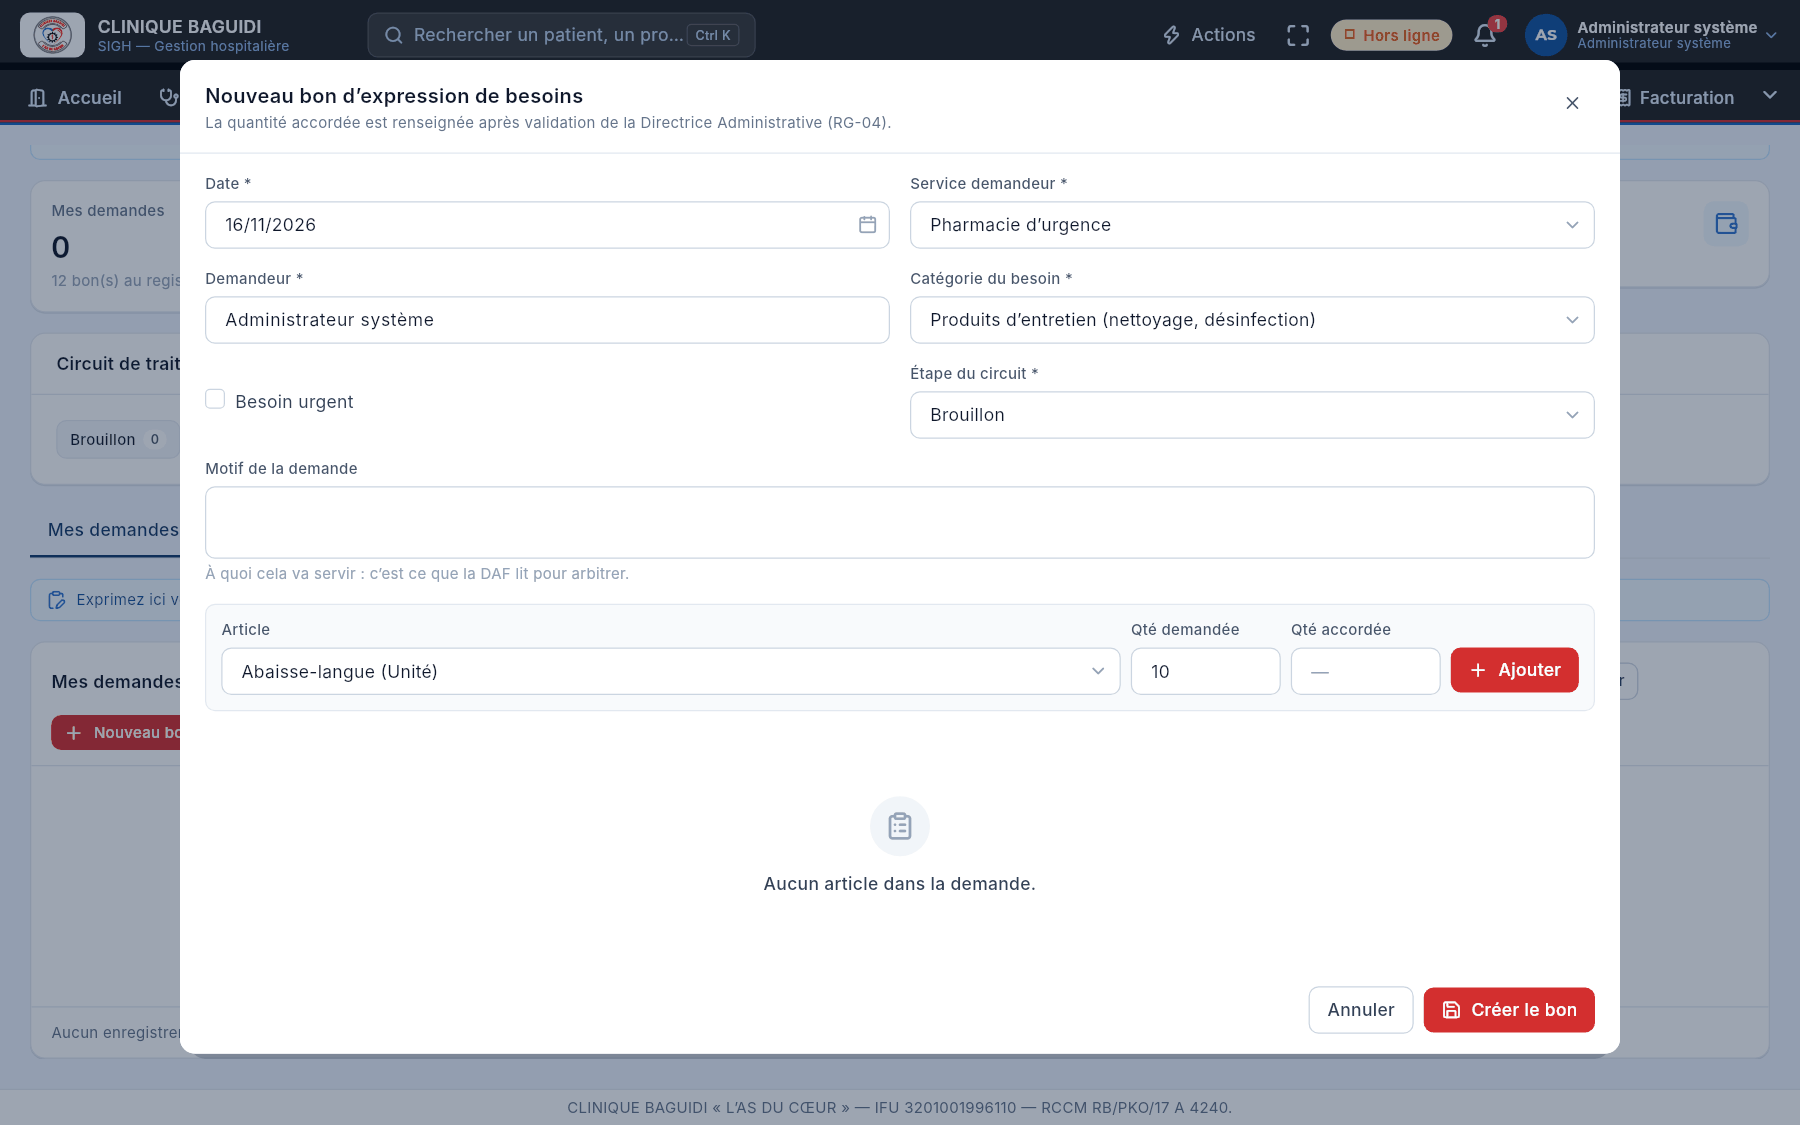 CLINIQUE BAGUIDI
SIGH — Gestion hospitalière
Rechercher un patient, un pro... Ctrl K
Actions
Hors ligne
1
AS
Administrateur système
Administrateur système
Accueil
Facturation
Nouveau bon d’expression de besoins
La quantité accordée est renseignée après validation de la Directrice Administrative (RG-04).
Date *
16/11/2026
Service demandeur *
Pharmacie d’urgence
Demandeur *
Administrateur système
Catégorie du besoin *
Produits d’entretien (nettoyage, désinfection)
Besoin urgent
Étape du circuit *
Brouillon
Motif de la demande
À quoi cela va servir : c’est ce que la DAF lit pour arbitrer.
Article
Qté demandée
Qté accordée
Abaisse-langue (Unité)
10
—
Ajouter
Aucun article dans la demande.
Annuler
Créer le bon
Mes demandes
0
12 bon(s) au regis
Circuit de trait
Brouillon 0
Mes demandes
Exprimez ici v
Mes demandes
r
Nouveau bo
Aucun enregistrer
CLINIQUE BAGUIDI « L’AS DU CŒUR » — IFU 3201001996110 — RCCM RB/PKO/17 A 4240.